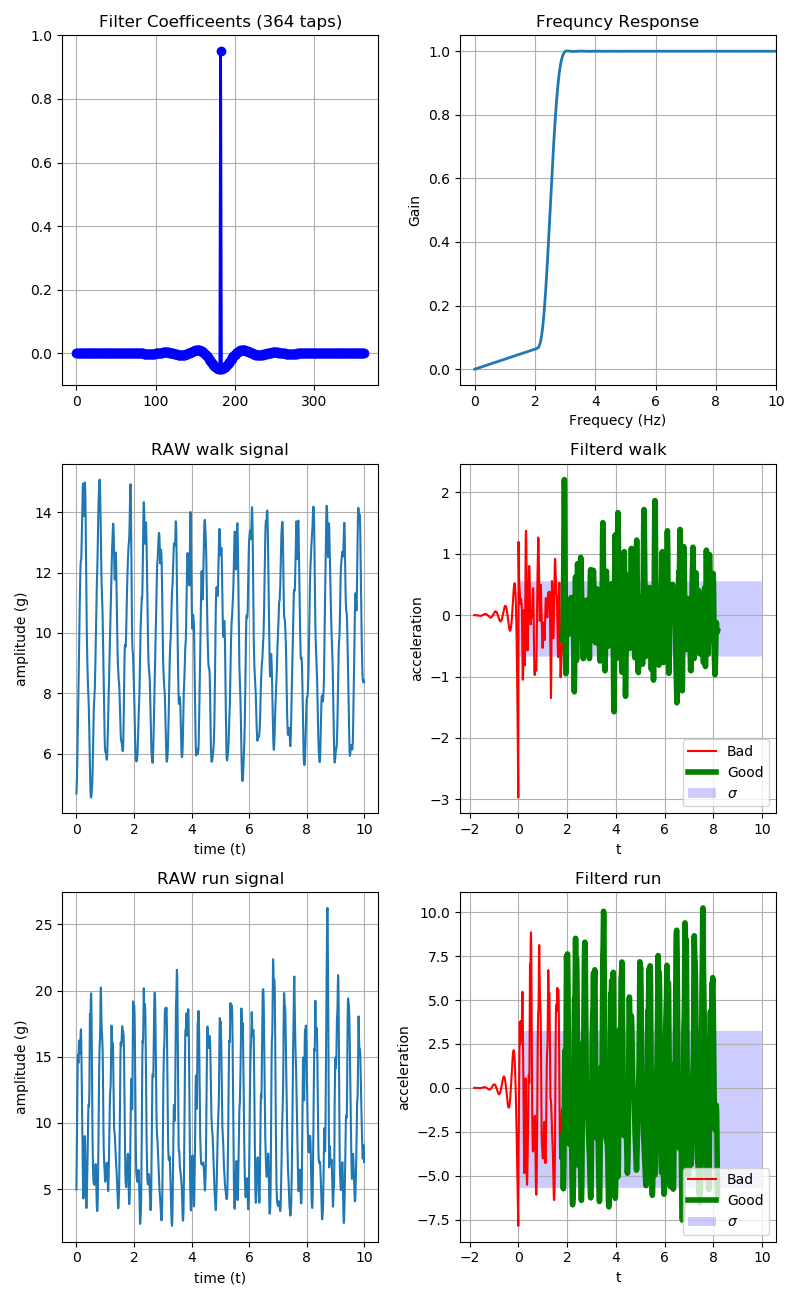 Filter Coefficeents (364 taps)
1.0
0.8
0.6
0.4
0.2
0.0
0 100 200 300
Frequncy Response
Gain
1.0
0.8
0.6
0.4
0.2
0.0
0 2 4 6 8 10
Frequecy (Hz)
RAW walk signal
amplitude (g)
14
12
10
8
6
0 2 4 6 8 10
time (t)
Filterd walk
acceleration
2
1
0
−1
−2
−3
Bad
Good
σ
−2 0 2 4 6 8 10
t
RAW run signal
amplitude (g)
25
20
15
10
5
0 2 4 6 8 10
time (t)
Filterd run
acceleration
10.0
7.5
5.0
2.5
0.0
−2.5
−5.0
−7.5
Bad
Good
σ
−2 0 2 4 6 8 10
t